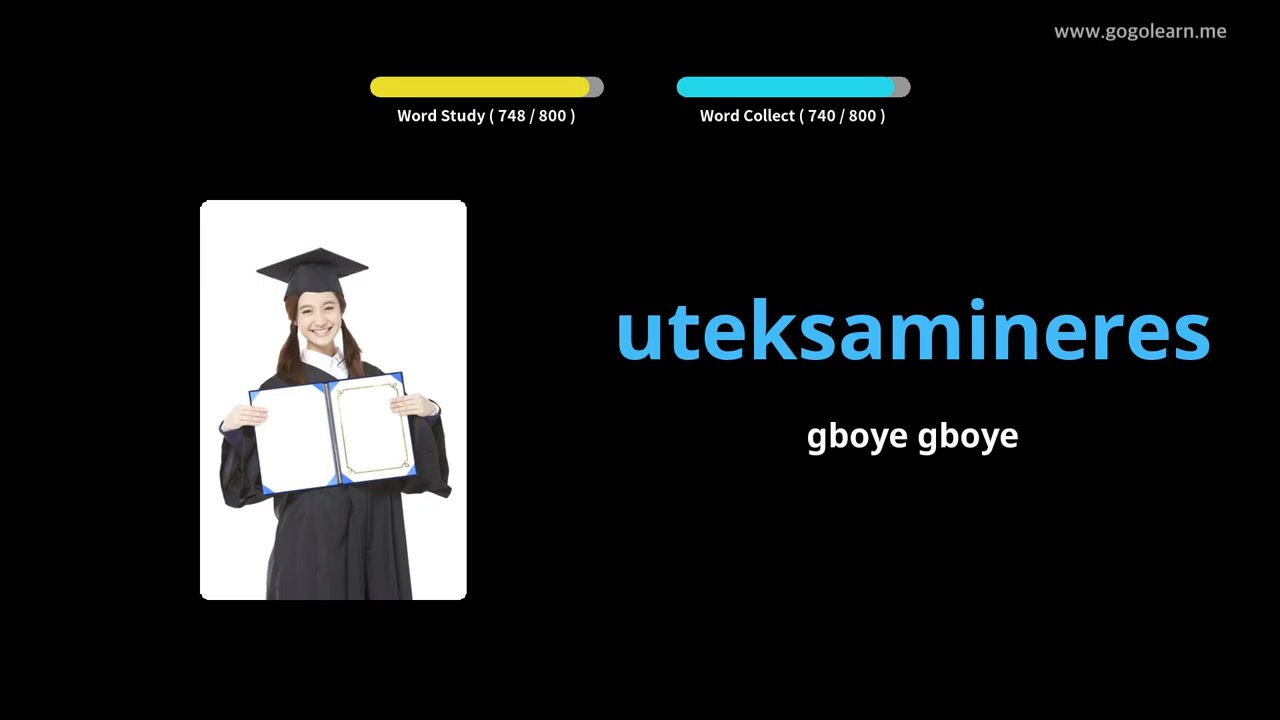 www.gogolearn.me
Word Study ( 748 / 800 )
Word Collect ( 740 / 800 )
uteksamineres
gboye gboye